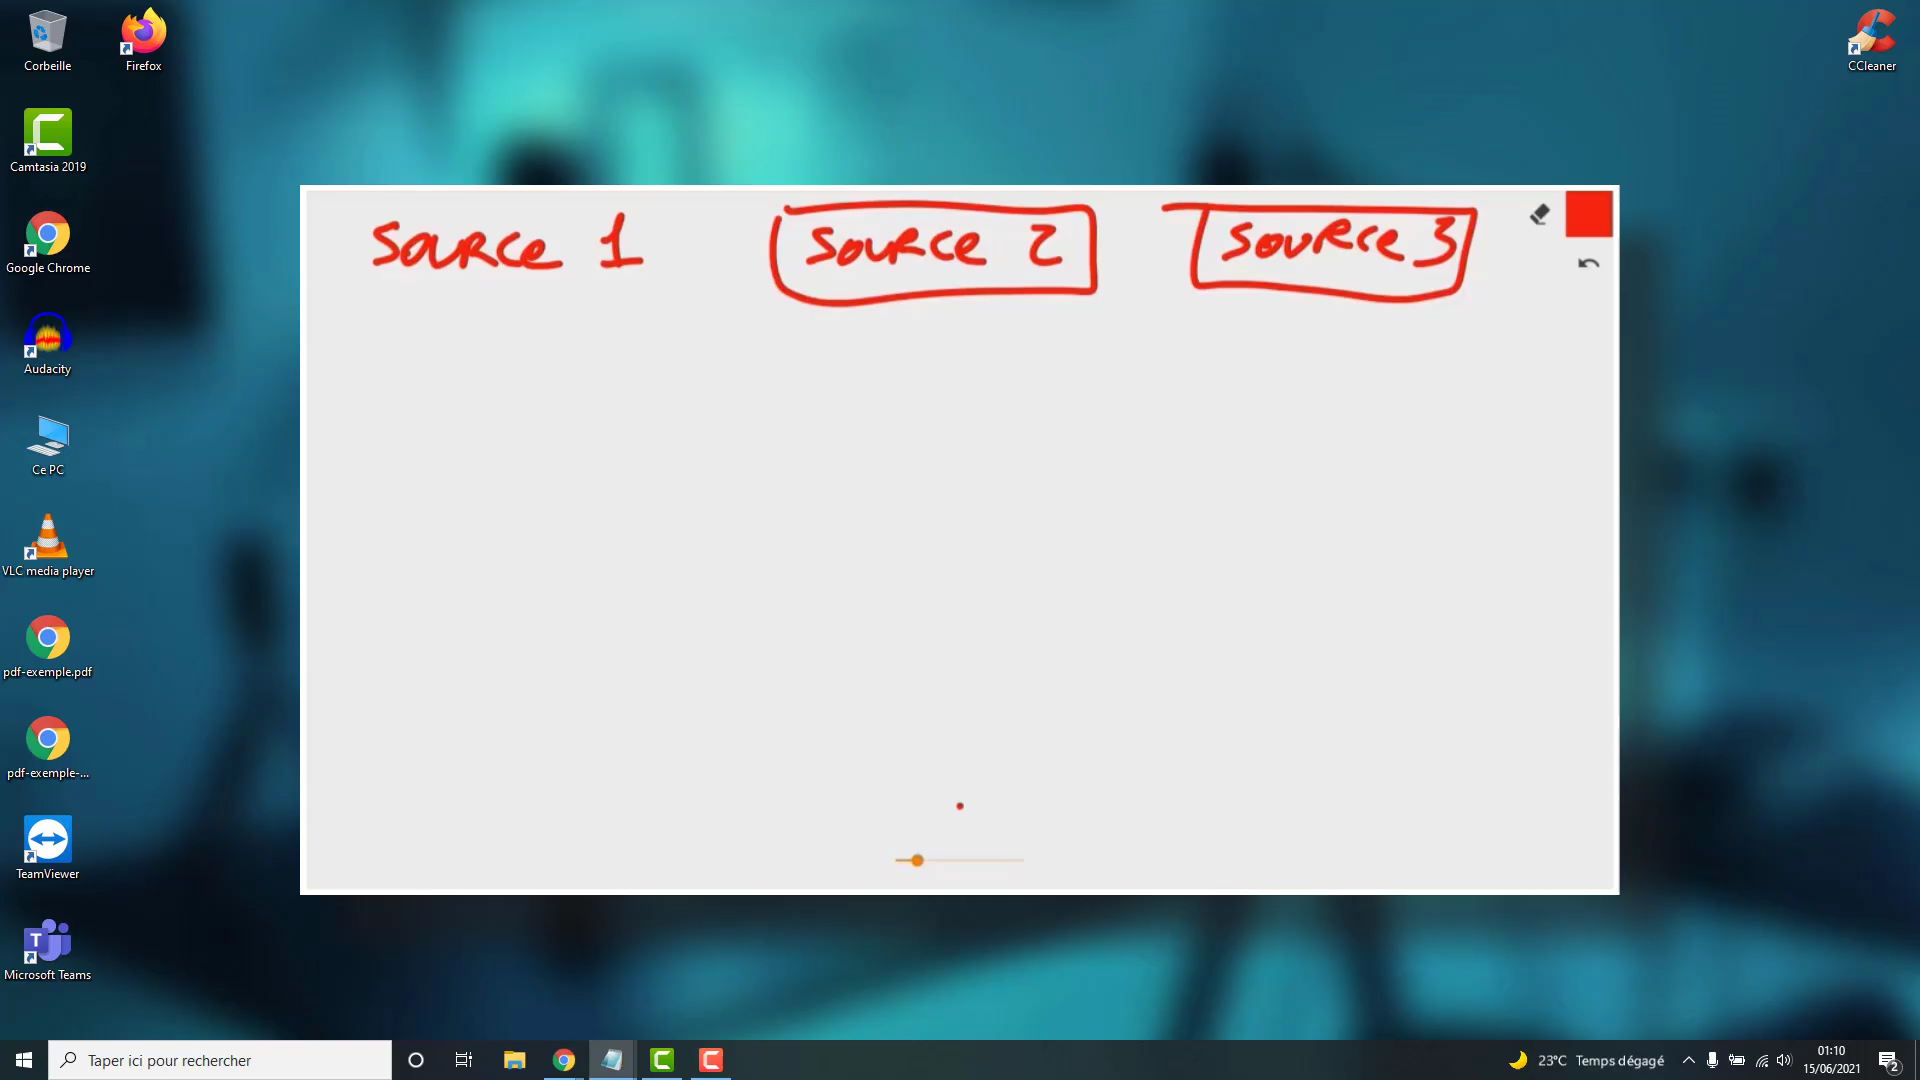 Corbeille
Firefox
CCleaner
Camtasia 2019
Google Chrome
Audacity
Ce PC
VLC media player
pdf-exemple.pdf
pdf-exemple-...
TeamViewer
T
Microsoft Teams
Source 1
Source 2
Source 3
Taper ici pour rechercher
23°C Temps dégagé
01:10
15/06/2021
2